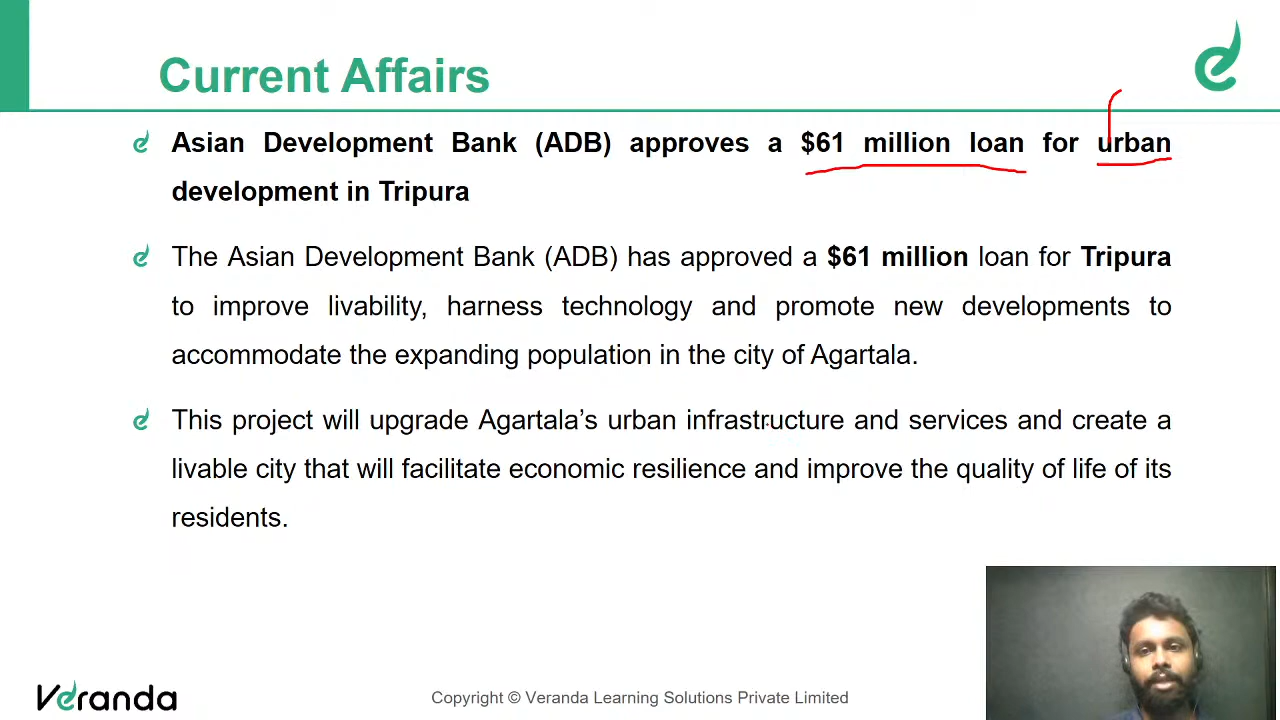 Current Affairs
Asian Development Bank (ADB) approves a $61 million loan for urban
development in Tripura
The Asian Development Bank (ADB) has approved a $61 million loan for Tripura
to improve livability, harness technology and promote new developments to
accommodate the expanding population in the city of Agartala.
This project will upgrade Agartala’s urban infrastructure and services and create a
livable city that will facilitate economic resilience and improve the quality of life of its
residents.
Veranda
Copyright © Veranda Learning Solutions Private Limited